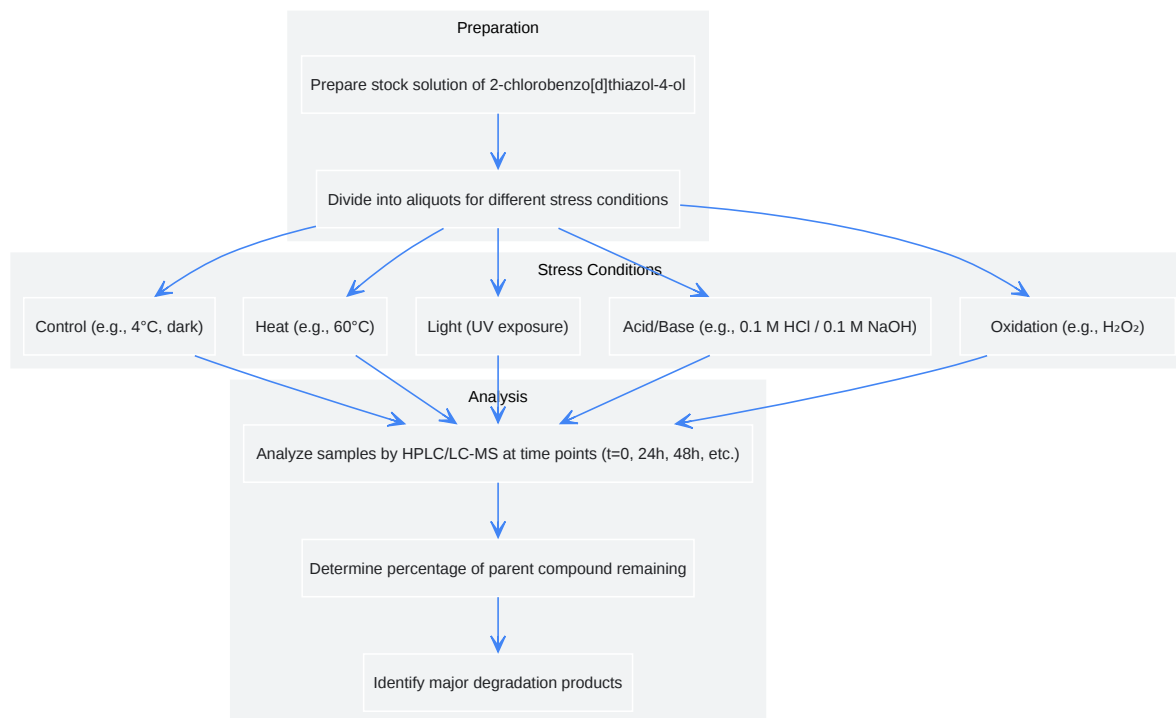 Preparation
Prepare stock solution of 2-chlorobenzo[d]thiazol-4-ol
Divide into aliquots for different stress conditions
Stress Conditions
Control (e.g., 4°C, dark)
Heat (e.g., 60°C)
Light (UV exposure)
Acid/Base (e.g., 0.1 M HCl / 0.1 M NaOH)
Oxidation (e.g., H₂O₂)
Analysis
Analyze samples by HPLC/LC-MS at time points (t=0, 24h, 48h, etc.)
Determine percentage of parent compound remaining
Identify major degradation products